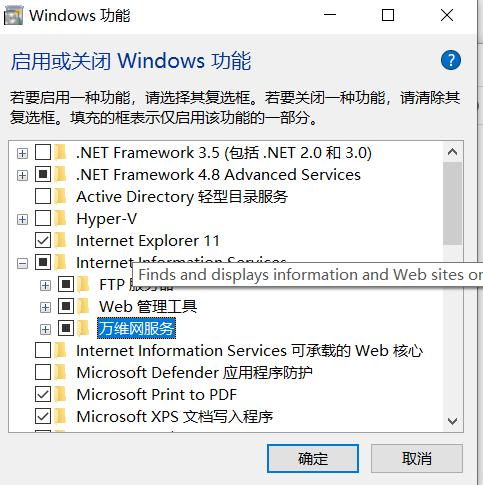 Windows 功能
启用或关闭 Windows 功能
?
若要启用一种功能，请选择其复选框。若要关闭一种功能，请清除其
复选框。填充的框表示仅启用该功能的一部分。
.NET Framework 3.5 (包括 .NET 2.0 和 3.0)
.NET Framework 4.8 Advanced Services
Active Directory 轻型目录服务
Hyper-V
Internet Explorer 11
Internet Information Services
Finds and displays information and Web sites on
FTP 服务器
Web 管理工具
万维网服务
Internet Information Services 可承载的 Web 核心
Microsoft Defender 应用程序防护
Microsoft Print to PDF
Microsoft XPS 文档写入程序
确定
取消